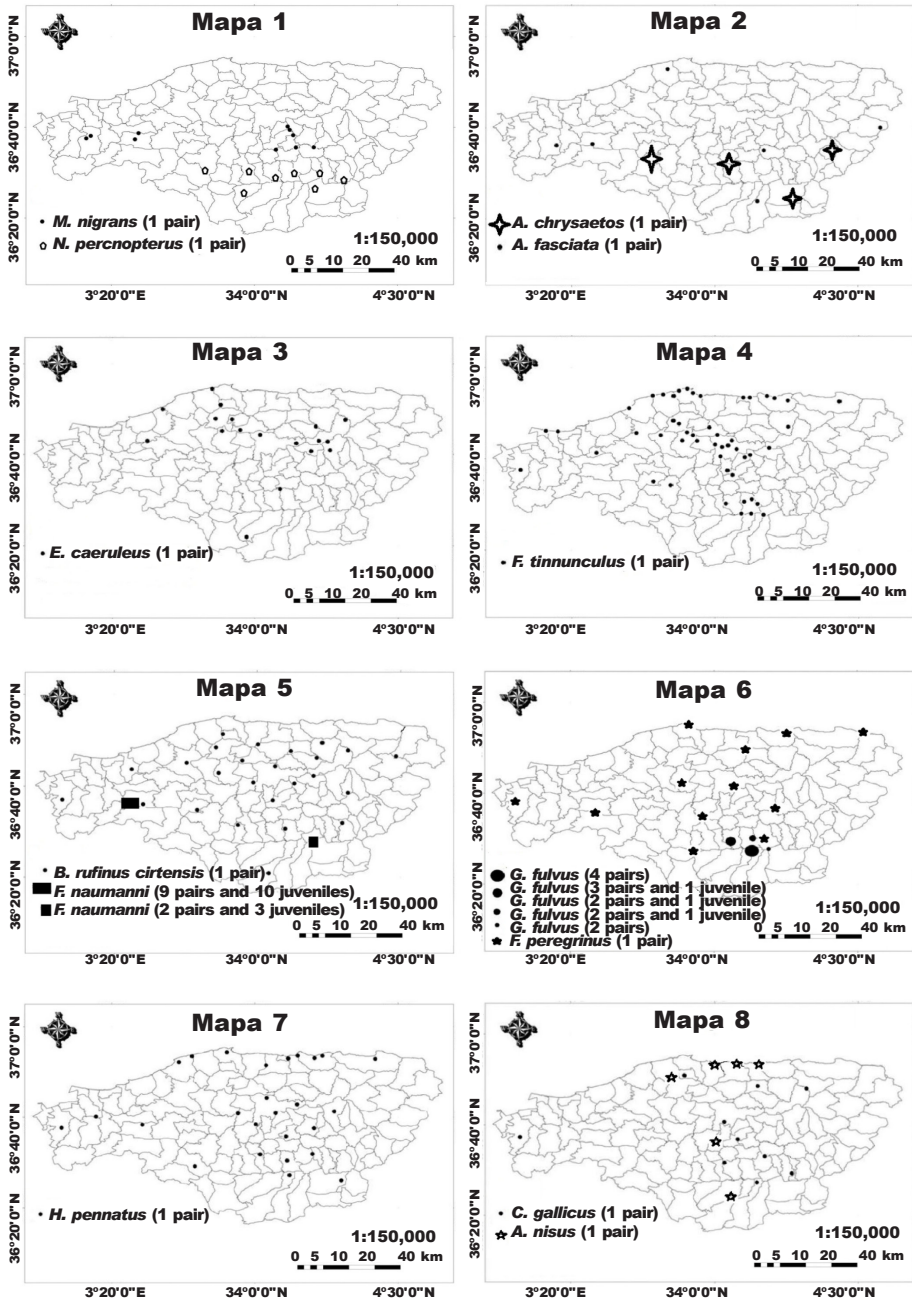 Mapa 1
37°0'0"N
36°40'0"N
36°20'0"N
M. nigrans (1 pair)
N. percnopterus (1 pair)
1:150,000
0 5 10 20 40 km
3°20'0"E
34°0'0"N
4°30'0"N
Mapa 2
37°0'0"N
36°40'0"N
36°20'0"N
A. chrysaetos (1 pair)
A. fasciata (1 pair)
1:150,000
0 5 10 20 40 km
3°20'0"E
34°0'0"N
4°30'0"N
Mapa 3
37°0'0"N
36°40'0"N
36°20'0"N
E. caeruleus (1 pair)
1:150,000
0 5 10 20 40 km
3°20'0"E
34°0'0"N
4°30'0"N
Mapa 4
37°0'0"N
36°40'0"N
36°20'0"N
F. tinnunculus (1 pair)
1:150,000
0 5 10 20 40 km
3°20'0"E
34°0'0"N
4°30'0"N
Mapa 5
37°0'0"N
36°40'0"N
36°20'0"N
B. rufinus cirtensis (1 pair)
F. naumanni (9 pairs and 10 juveniles)
F. naumanni (2 pairs and 3 juveniles)
1:150,000
0 5 10 20 40 km
3°20'0"E
34°0'0"N
4°30'0"N
Mapa 6
37°0'0"N
36°40'0"N
36°20'0"N
G. fulvus (4 pairs)
G. fulvus (3 pairs and 1 juvenile)
G. fulvus (2 pairs and 1 juvenile)
G. fulvus (2 pairs and 1 juvenile)
G. fulvus (2 pairs)
F. peregrinus (1 pair)
1:150,000
0 5 10 20 40 km
3°20'0"E
34°0'0"N
4°30'0"N
Mapa 7
37°0'0"N
36°40'0"N
36°20'0"N
H. pennatus (1 pair)
1:150,000
0 5 10 20 40 km
3°20'0"E
34°0'0"N
4°30'0"N
Mapa 8
37°0'0"N
36°40'0"N
36°20'0"N
C. gallicus (1 pair)
A. nisus (1 pair)
1:150,000
0 5 10 20 40 km
3°20'0"E
34°0'0"N
4°30'0"N